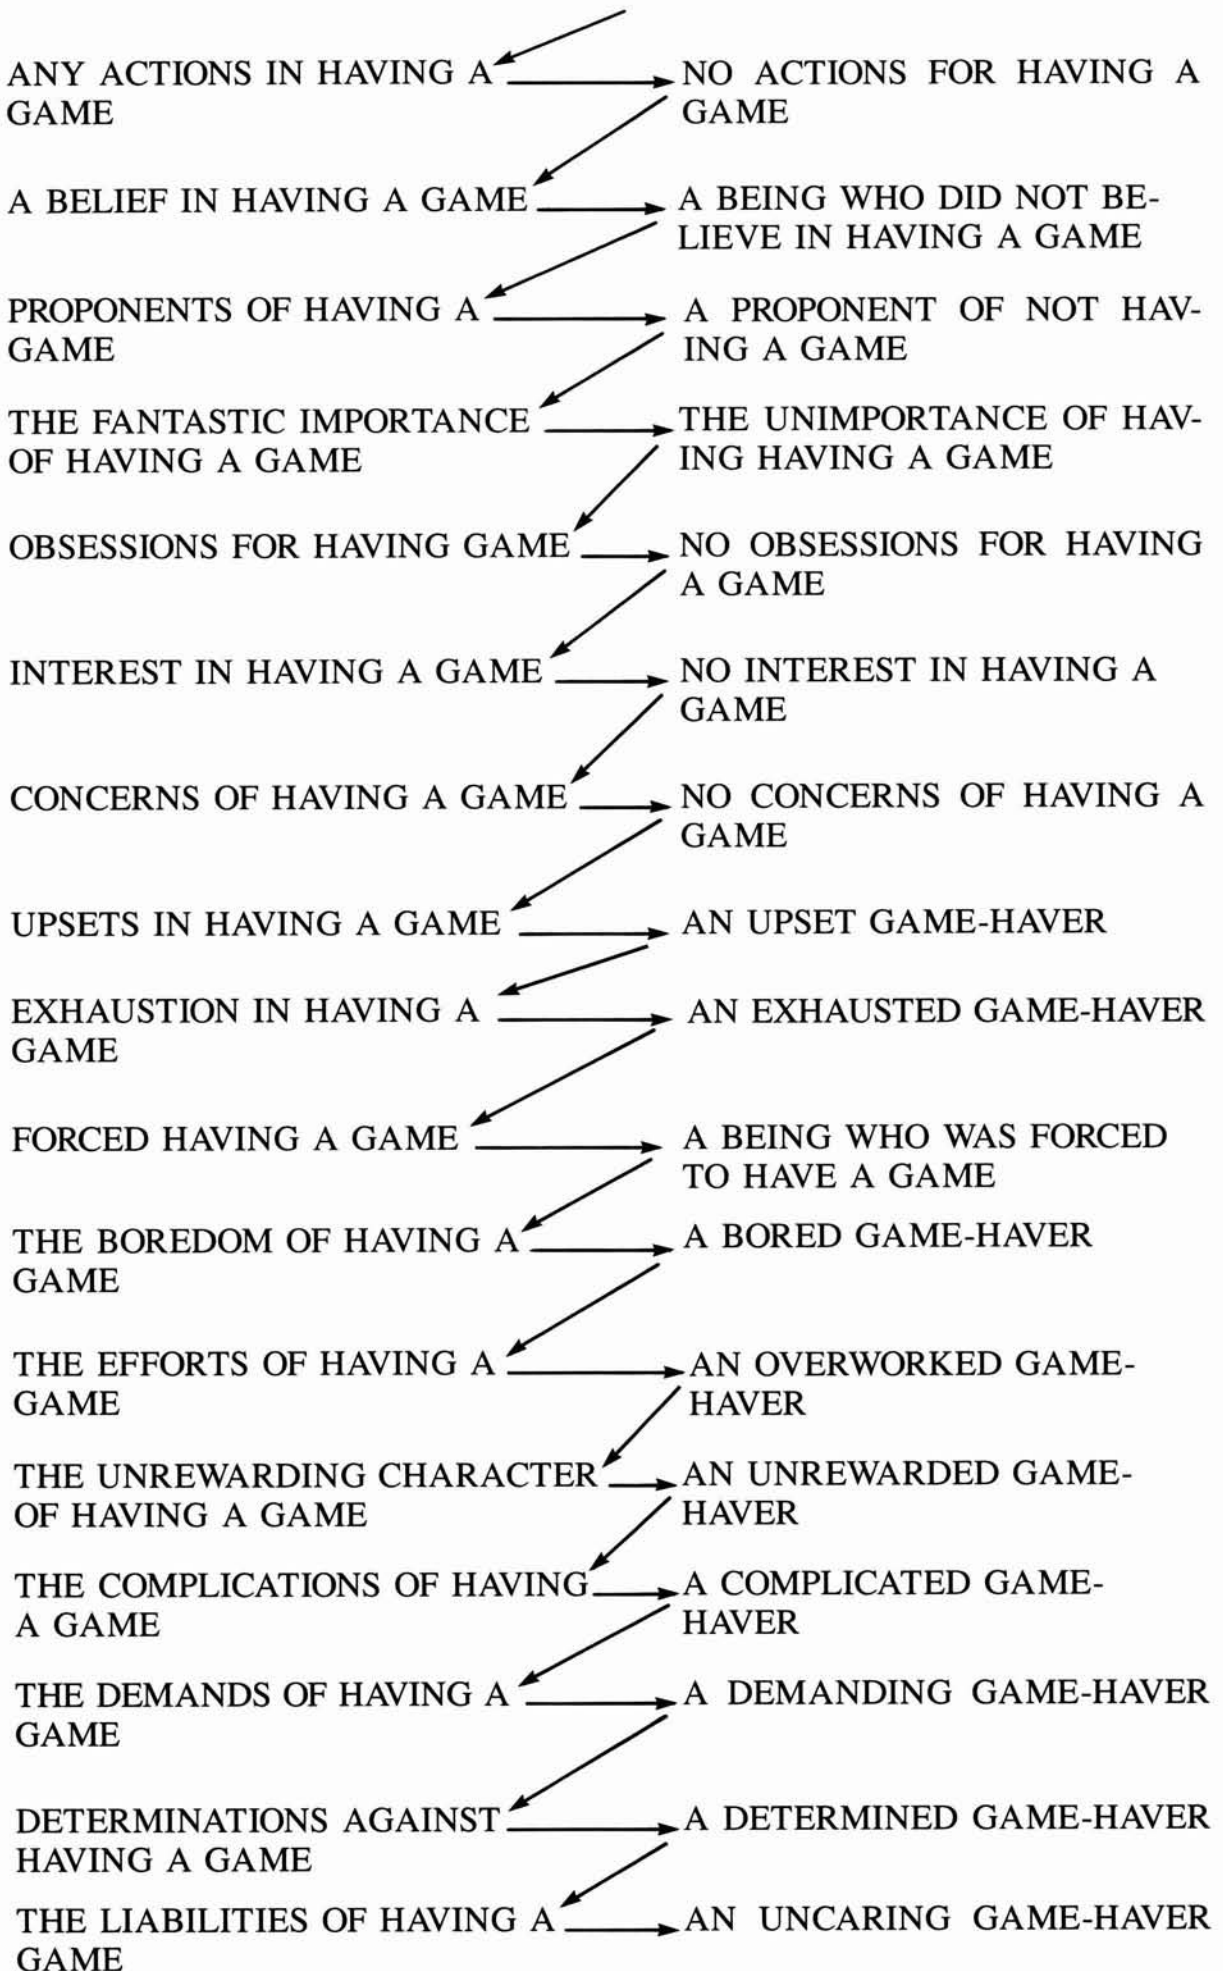 ANY ACTIONS IN HAVING A
GAME
NO ACTIONS FOR HAVING A
GAME
A BELIEF IN HAVING A GAME
A BEING WHO DID NOT BE-
LIEVE IN HAVING A GAME
PROPONENTS OF HAVING A
GAME
A PROPONENT OF NOT HAV-
ING A GAME
THE FANTASTIC IMPORTANCE
OF HAVING A GAME
THE UNIMPORTANCE OF HAV-
ING HAVING A GAME
OBSESSIONS FOR HAVING GAME
NO OBSESSIONS FOR HAVING
A GAME
INTEREST IN HAVING A GAME
NO INTEREST IN HAVING A
GAME
CONCERNS OF HAVING A GAME
NO CONCERNS OF HAVING A
GAME
UPSETS IN HAVING A GAME
AN UPSET GAME-HAVER
EXHAUSTION IN HAVING A
GAME
AN EXHAUSTED GAME-HAVER
FORCED HAVING A GAME
A BEING WHO WAS FORCED
TO HAVE A GAME
THE BOREDOM OF HAVING A
GAME
A BORED GAME-HAVER
THE EFFORTS OF HAVING A
GAME
AN OVERWORKED GAME-
HAVER
THE UNREWARDING CHARACTER
OF HAVING A GAME
AN UNREWARDED GAME-
HAVER
THE COMPLICATIONS OF HAVING
A GAME
A COMPLICATED GAME-
HAVER
THE DEMANDS OF HAVING A
GAME
A DEMANDING GAME-HAVER
DETERMINATIONS AGAINST
HAVING A GAME
A DETERMINED GAME-HAVER
THE LIABILITIES OF HAVING A
GAME
AN UNCARING GAME-HAVER